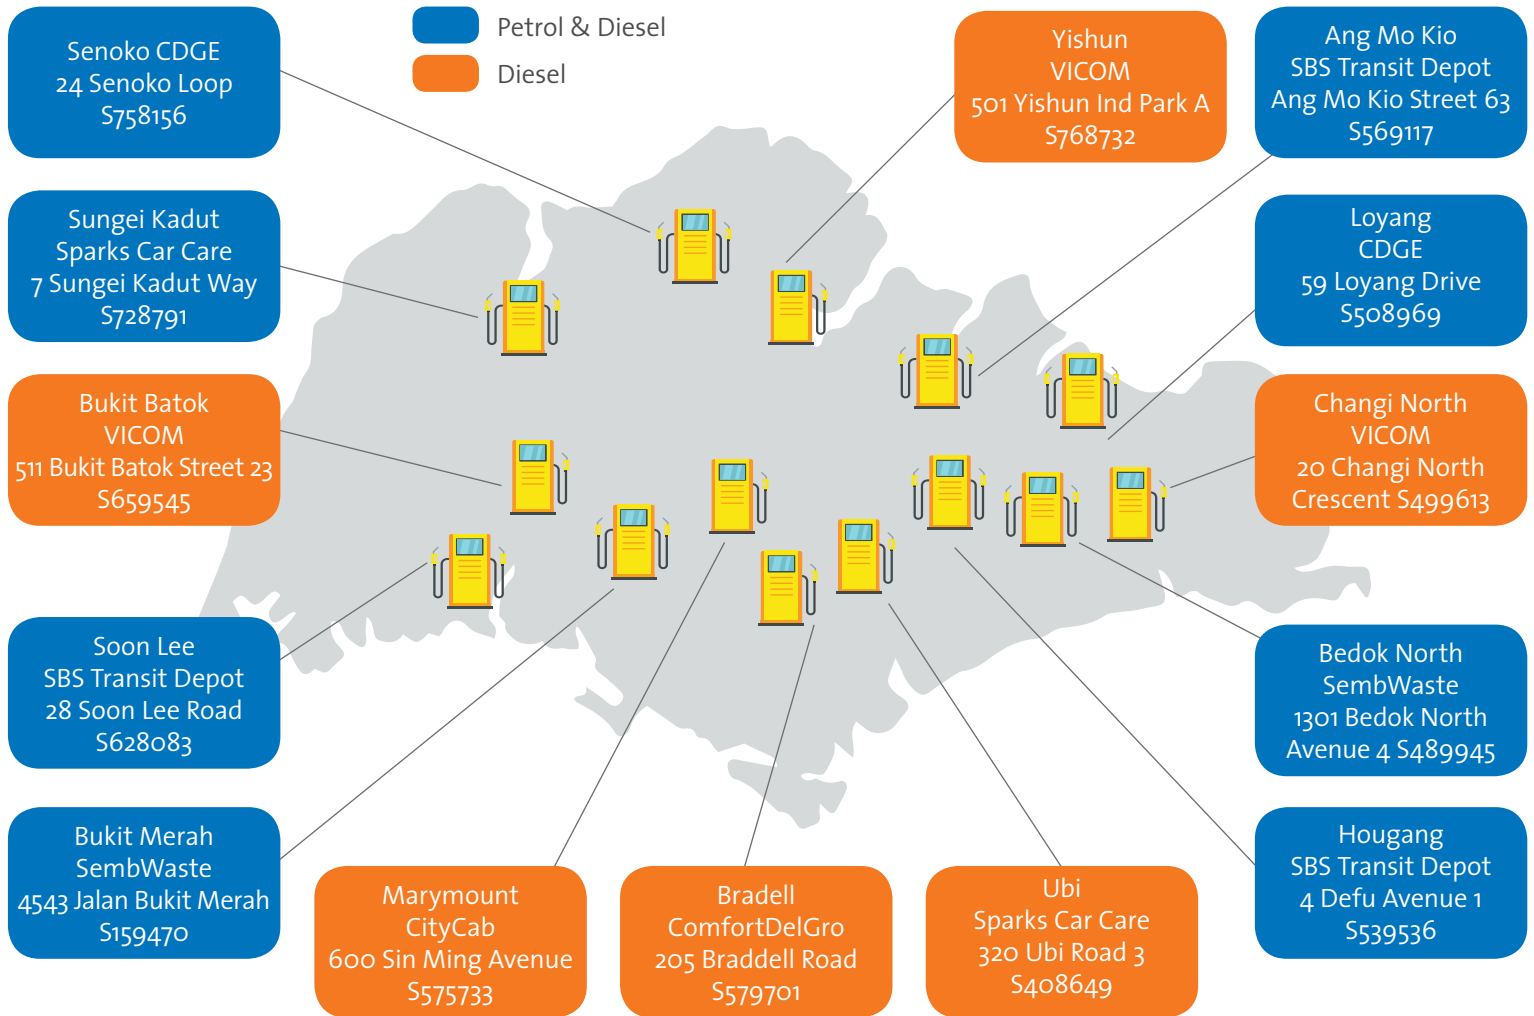 Petrol & Diesel
Diesel
Senoko CDGE
24 Senoko Loop
S758156
Sungei Kadut
Sparks Car Care
7 Sungei Kadut Way
S728791
Bukit Batok
VICOM
511 Bukit Batok Street 23
S659545
Soon Lee
SBS Transit Depot
28 Soon Lee Road
S628083
Bukit Merah
SembWaste
4543 Jalan Bukit Merah
S159470
Marymount
CityCab
600 Sin Ming Avenue
S575733
Bradell
ComfortDelGro
205 Braddell Road
S579701
Ubi
Sparks Car Care
320 Ubi Road 3
S408649
Yishun
VICOM
501 Yishun Ind Park A
S768732
Ang Mo Kio
SBS Transit Depot
Ang Mo Kio Street 63
S569117
Loyang
CDGE
59 Loyang Drive
S508969
Changi North
VICOM
20 Changi North
Crescent S499613
Bedok North
SembWaste
1301 Bedok North
Avenue 4 S489945
Hougang
SBS Transit Depot
4 Defu Avenue 1
S539536